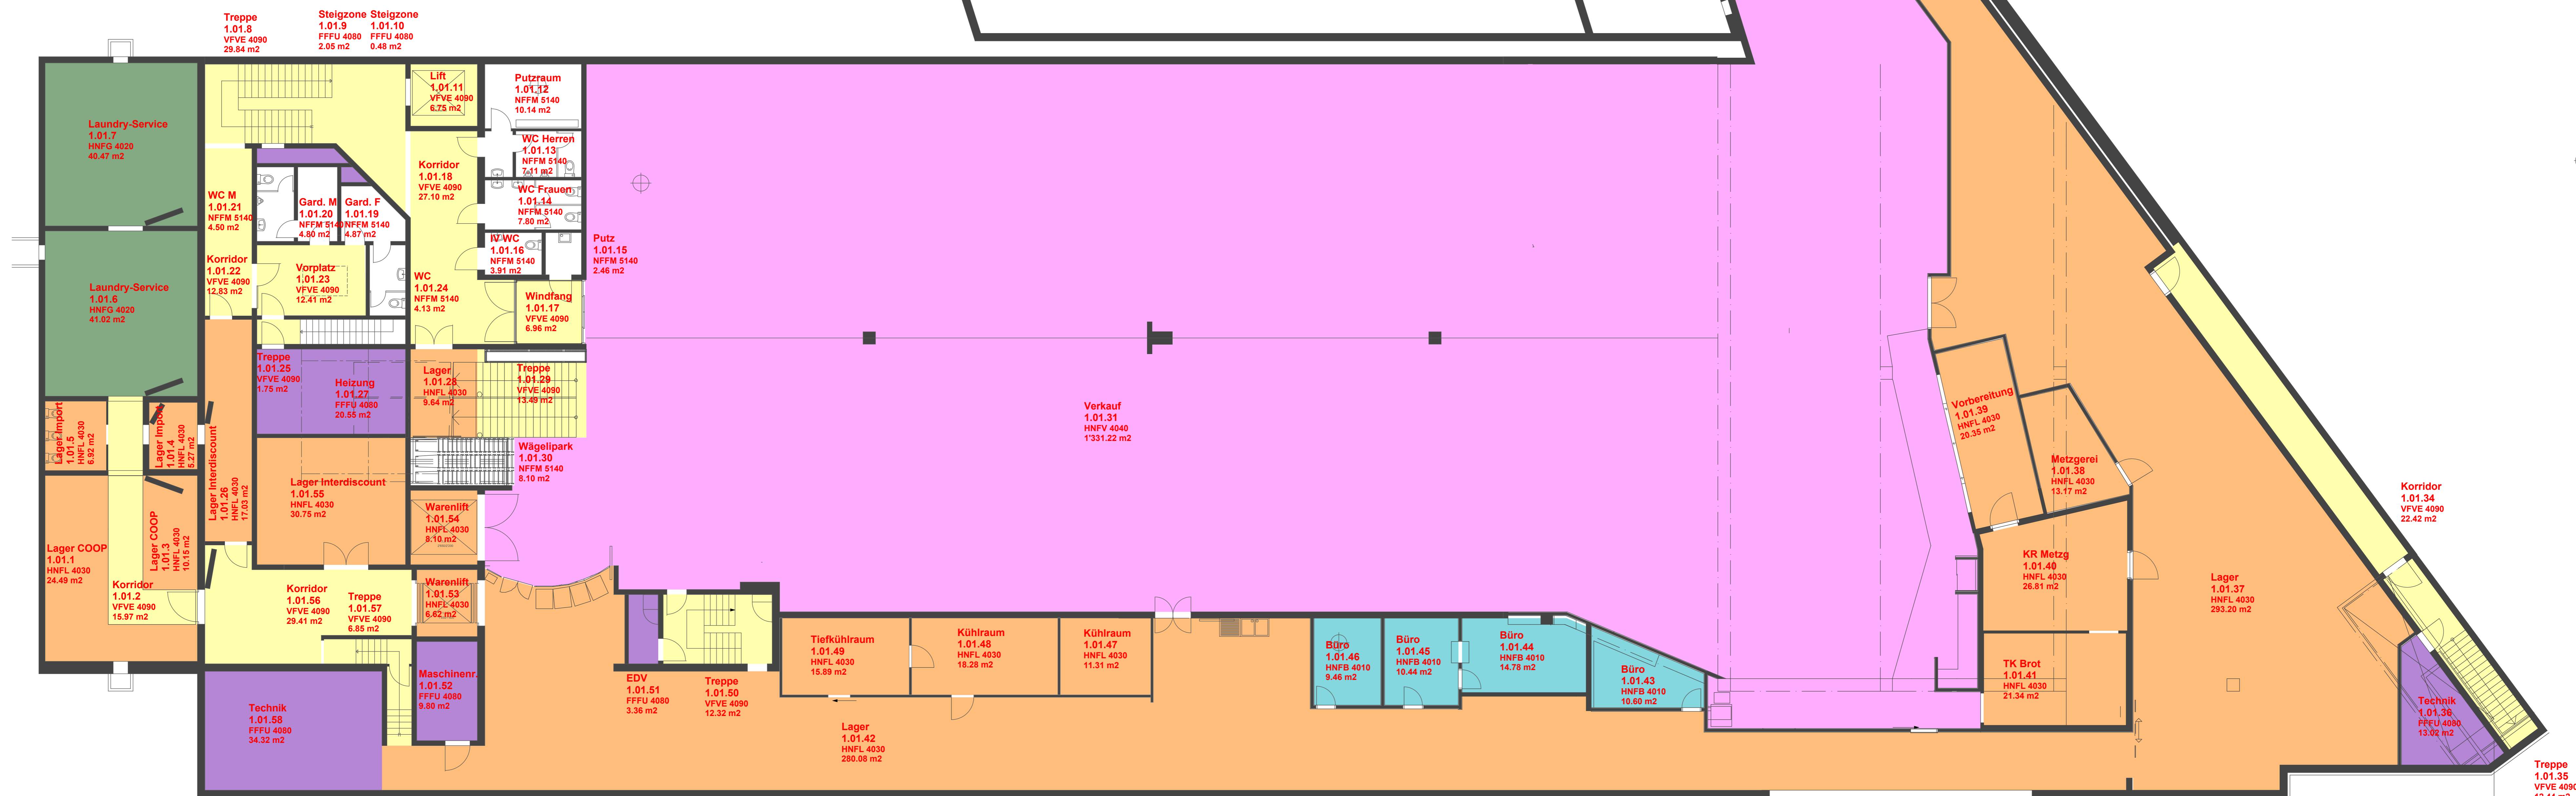 Treppe
1.01.8
VFVE 4090
29.84 m2
Steigzone
1.01.9
FFFU 4080
2.05 m2
Steigzone
1.01.10
FFFU 4080
0.48 m2
Lift
1.01.11
VFVE 4090
6.75 m2
Putzraum
1.01.12
NFFM 5140
10.14 m2
Laundry-Service
1.01.7
HNFG 4020
40.47 m2
WC Herren
1.01.13
NFFM 5140
7.11 m2
Korridor
1.01.18
VFVE 4090
27.10 m2
WC Frauen
1.01.14
NFFM 5140
7.80 m2
WC M
1.01.21
NFFM 5140
4.50 m2
Gard. M
1.01.20
NFFM 5140
4.80 m2
Gard. F
1.01.19
NFFM 5140
4.87 m2
IV WC
1.01.16
NFFM 5140
3.91 m2
Putz
1.01.15
NFFM 5140
2.46 m2
Korridor
1.01.22
VFVE 4090
12.83 m2
Vorplatz
1.01.23
VFVE 4090
12.41 m2
WC
1.01.24
NFFM 5140
4.13 m2
Windfang
1.01.17
VFVE 4090
6.96 m2
Laundry-Service
1.01.6
HNFG 4020
41.02 m2
Treppe
1.01.25
VFVE 4090
1.75 m2
Heizung
1.01.27
FFFU 4080
20.55 m2
Lager
1.01.28
HNFL 4030
9.64 m2
Treppe
1.01.29
VFVE 4090
13.49 m2
Lager Import
1.01.5
HNFL 4030
6.92 m2
Lager Import
1.01.4
HNFL 4030
5.27 m2
Lager Interdiscount
1.01.26
HNFL 4030
17.03 m2
Verkauf
1.01.31
HNFV 4040
1'331.22 m2
Vorbereitung
1.01.39
HNFL 4030
20.35 m2
Wägelipark
1.01.30
NFFM 5140
8.10 m2
Metzgerei
1.01.38
HNFL 4030
13.17 m2
Lager Interdiscount
1.01.55
HNFL 4030
30.75 m2
Warenlift
1.01.54
HNFL 4030
8.10 m2
Korridor
1.01.34
VFVE 4090
22.42 m2
Lager COOP
1.01.1
HNFL 4030
24.49 m2
Lager COOP
1.01.3
HNFL 4030
10.15 m2
Korridor
1.01.2
VFVE 4090
15.97 m2
Korridor
1.01.56
VFVE 4090
29.41 m2
Treppe
1.01.57
VFVE 4090
6.85 m2
Warenlift
1.01.53
HNFL 4030
6.62 m2
KR Metzg
1.01.40
HNFL 4030
26.81 m2
Lager
1.01.37
HNFL 4030
293.20 m2
Tiefkühlraum
1.01.49
HNFL 4030
15.89 m2
Kühlraum
1.01.48
HNFL 4030
18.28 m2
Kühlraum
1.01.47
HNFL 4030
11.31 m2
Büro
1.01.46
HNFB 4010
9.46 m2
Büro
1.01.45
HNFB 4010
10.44 m2
Büro
1.01.44
HNFB 4010
14.78 m2
Büro
1.01.43
HNFB 4010
10.60 m2
TK Brot
1.01.41
HNFL 4030
21.34 m2
Maschinenr.
1.01.52
FFFU 4080
9.80 m2
EDV
1.01.51
FFFU 4080
3.36 m2
Treppe
1.01.50
VFVE 4090
12.32 m2
Technik
1.01.58
FFFU 4080
34.32 m2
Lager
1.01.42
HNFL 4030
280.08 m2
Technik
1.01.36
FFFU 4080
13.02 m2
Treppe
1.01.35
VFVE 4090